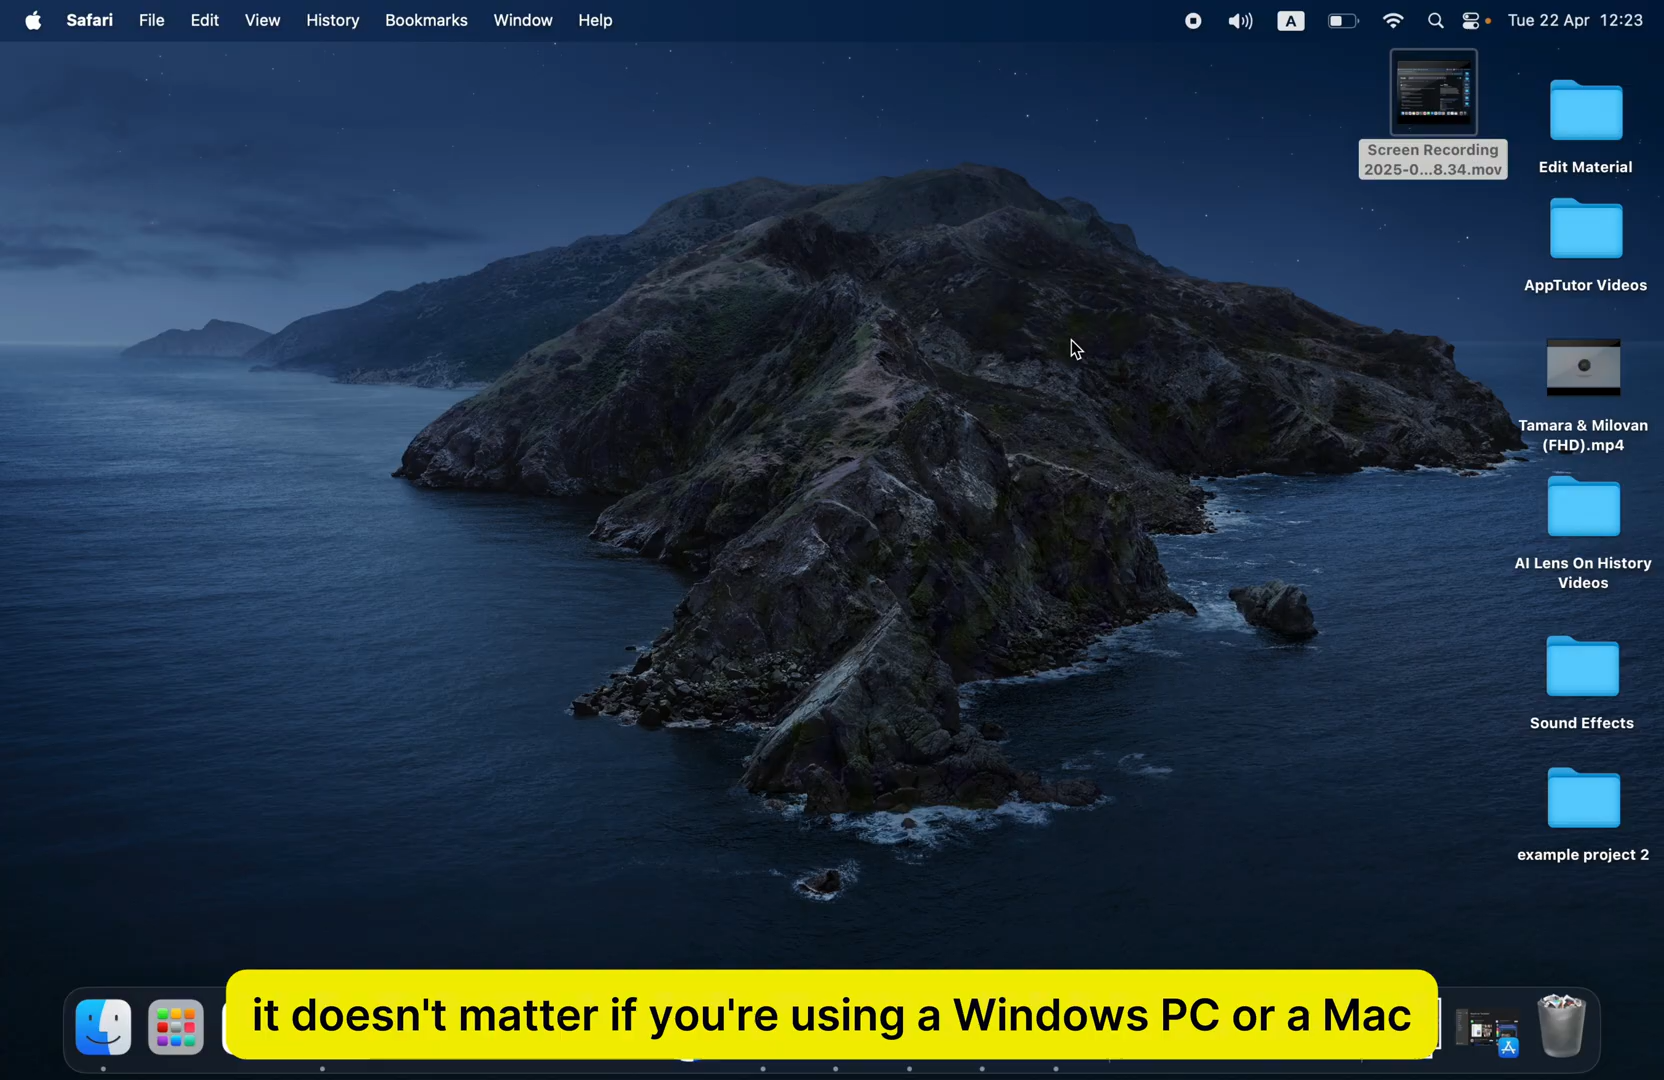 Safari File Edit View History Bookmarks Window Help A Tue 22 Apr 12:23
Screen Recording
2025-0...8.34.mov
Edit Material
AppTutor Videos
Tamara & Milovan
(FHD).mp4
AI Lens On History
Videos
Sound Effects
example project 2
it doesn't matter if you're using a Windows PC or a Mac